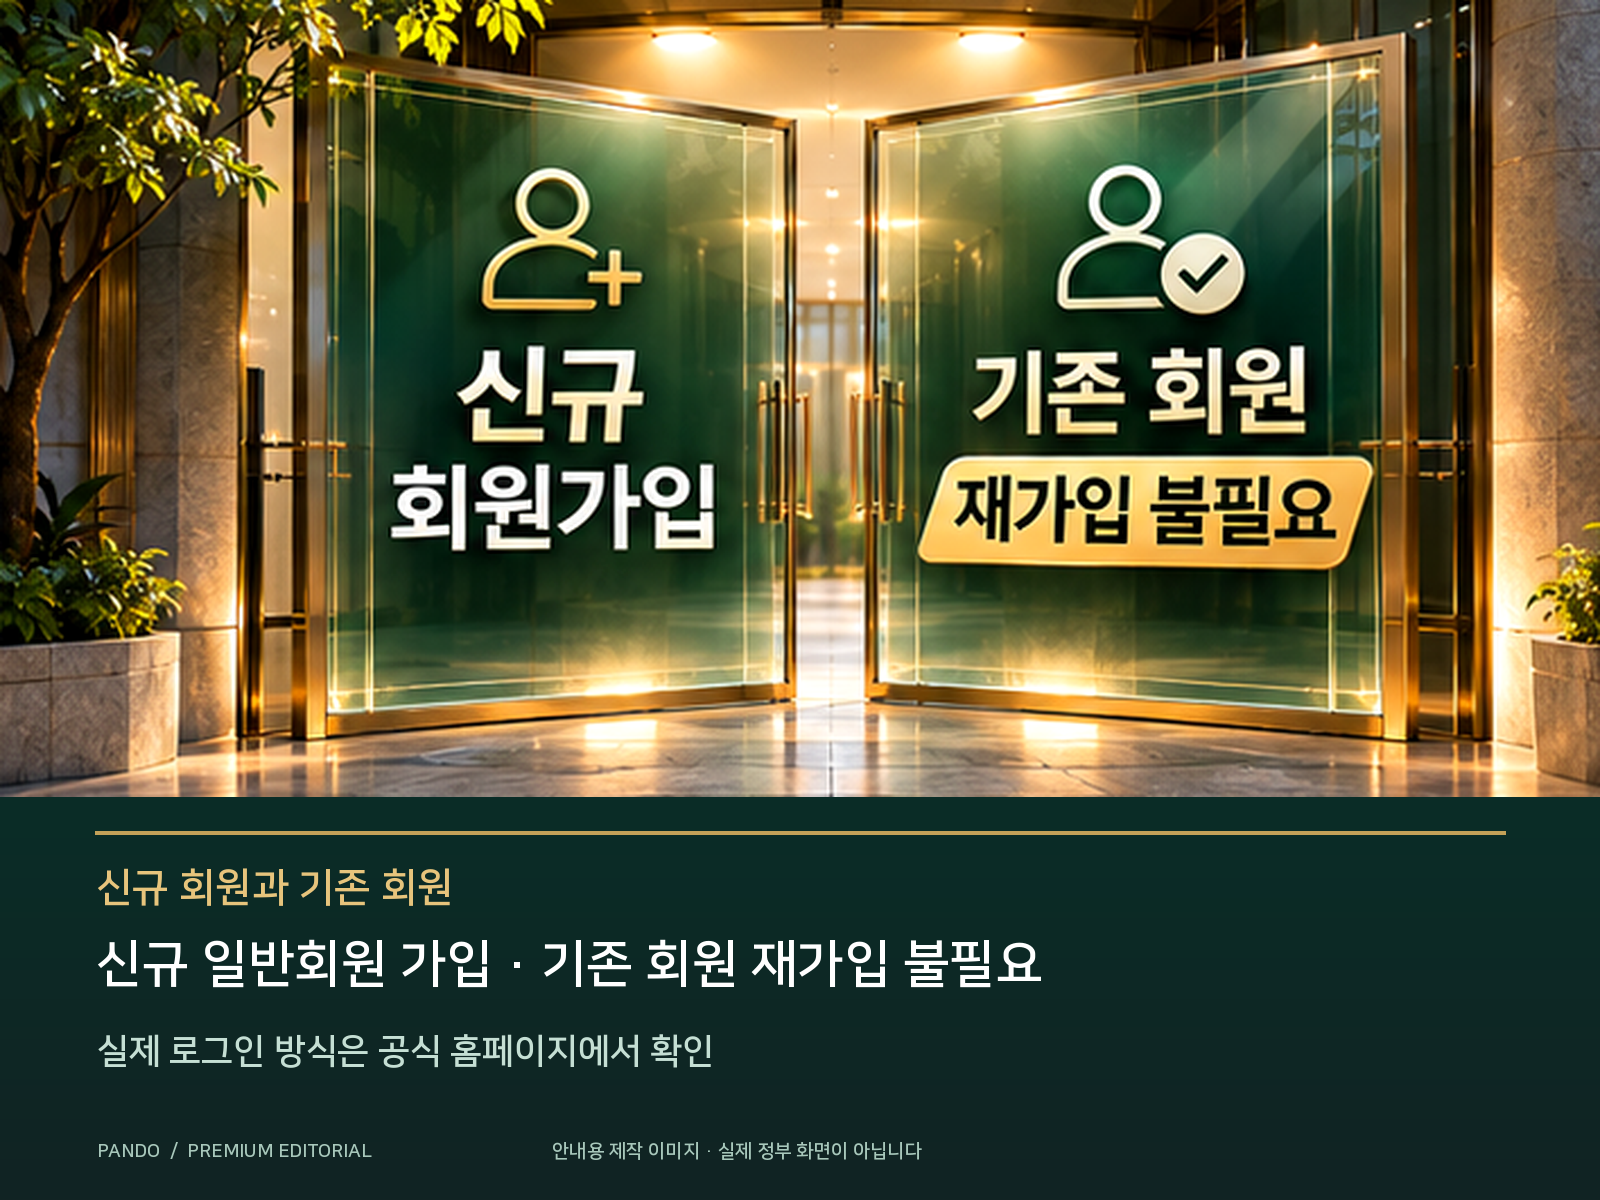 신규
회원가입
기존 회원
재가입 불필요
신규 회원과 기존 회원
신규 일반회원 가입 · 기존 회원 재가입 불필요
실제 로그인 방식은 공식 홈페이지에서 확인
PANDO / PREMIUM EDITORIAL
안내용 제작 이미지 · 실제 정부 화면이 아닙니다